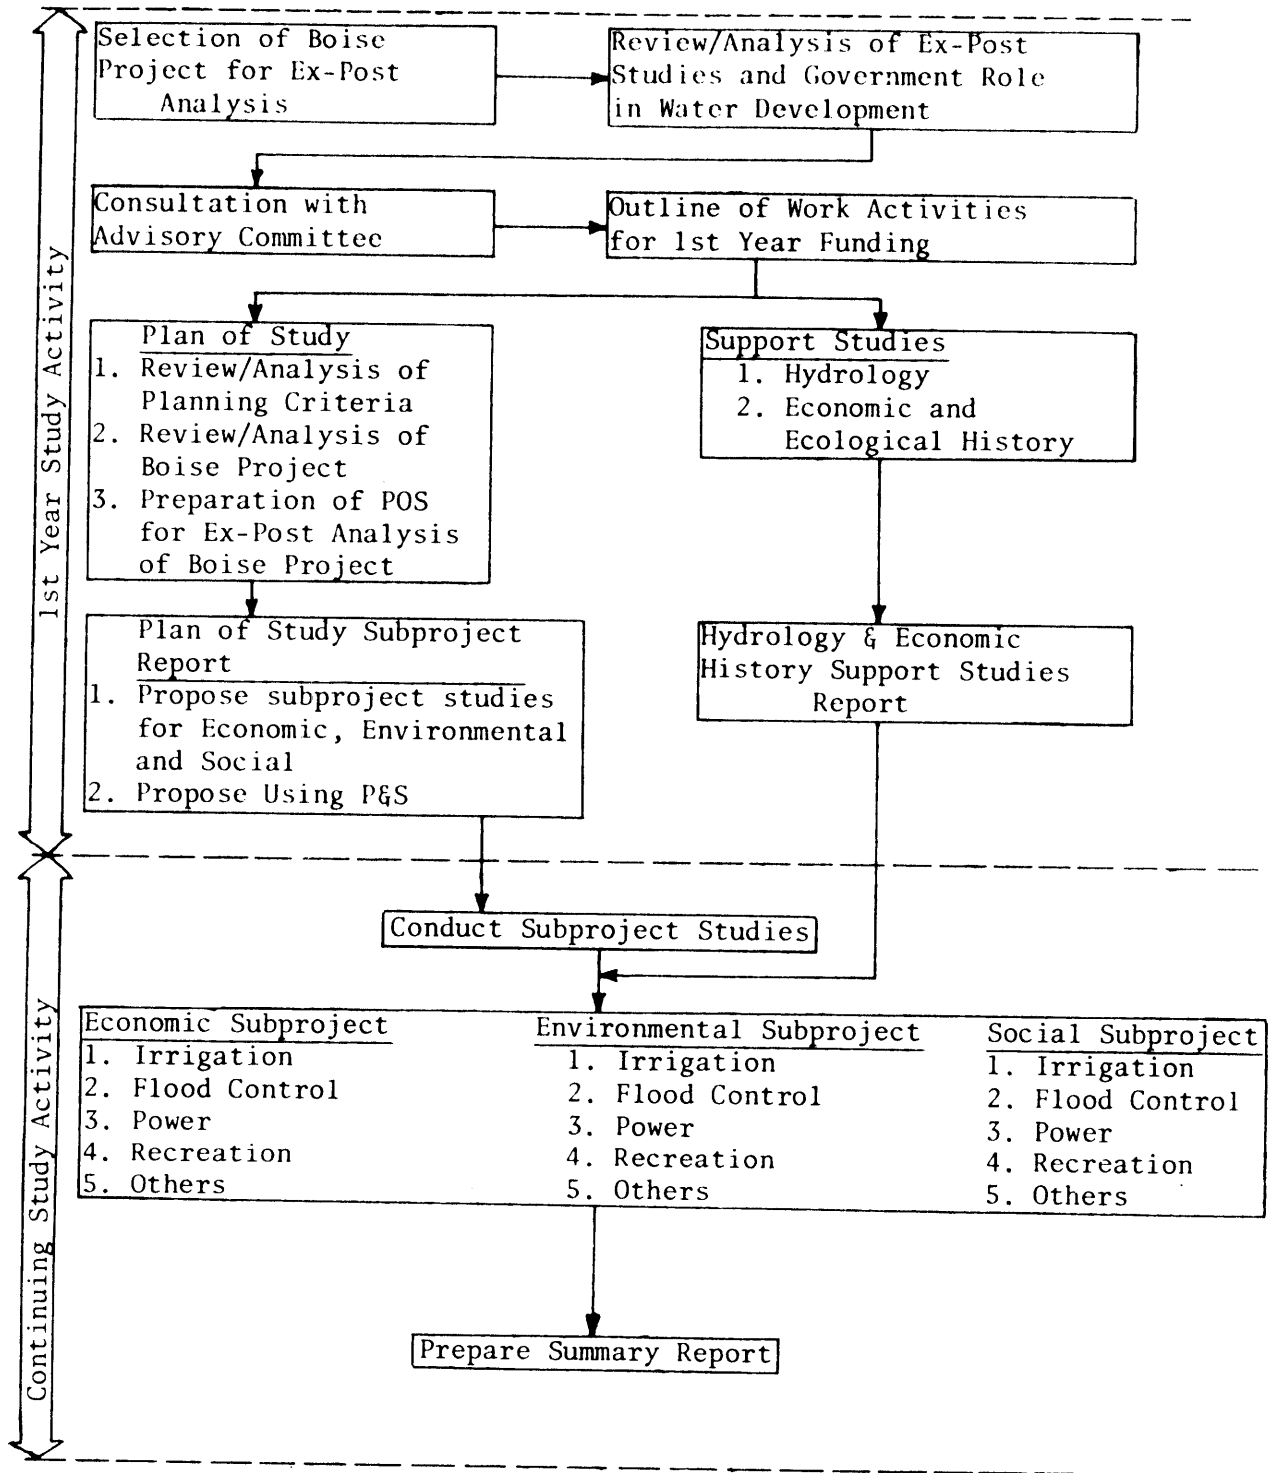 Selection of Boise
Project for Ex-Post
Analysis
Review/Analysis of Ex-Post
Studies and Government Role
in Water Development
Consultation with
Advisory Committee
Outline of Work Activities
for 1st Year Funding
Plan of Study
1. Review/Analysis of
Planning Criteria
2. Review/Analysis of
Boise Project
3. Preparation of POS
for Ex-Post Analysis
of Boise Project
Support Studies
1. Hydrology
2. Economic and
Ecological History
Plan of Study Subproject
Report
1. Propose subproject studies
for Economic, Environmental
and Social
2. Propose Using P&S
Hydrology & Economic
History Support Studies
Report
1st Year Study Activity
Conduct Subproject Studies
Economic Subproject
1. Irrigation
2. Flood Control
3. Power
4. Recreation
5. Others
Environmental Subproject
1. Irrigation
2. Flood Control
3. Power
4. Recreation
5. Others
Social Subproject
1. Irrigation
2. Flood Control
3. Power
4. Recreation
5. Others
Prepare Summary Report
Continuing Study Activity